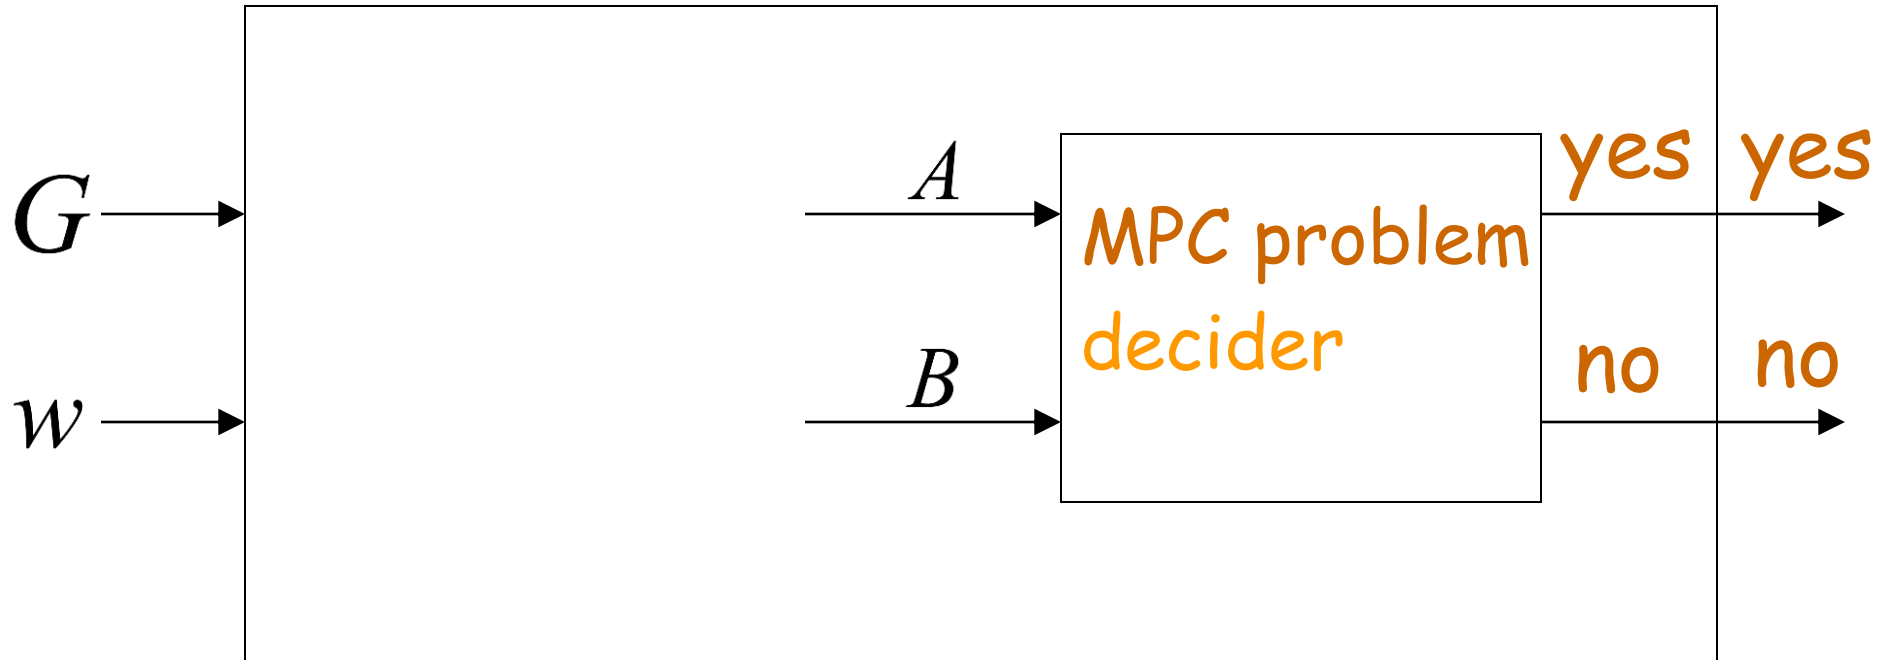 G
w
A
B
MPC problem
decider
yes yes
no no